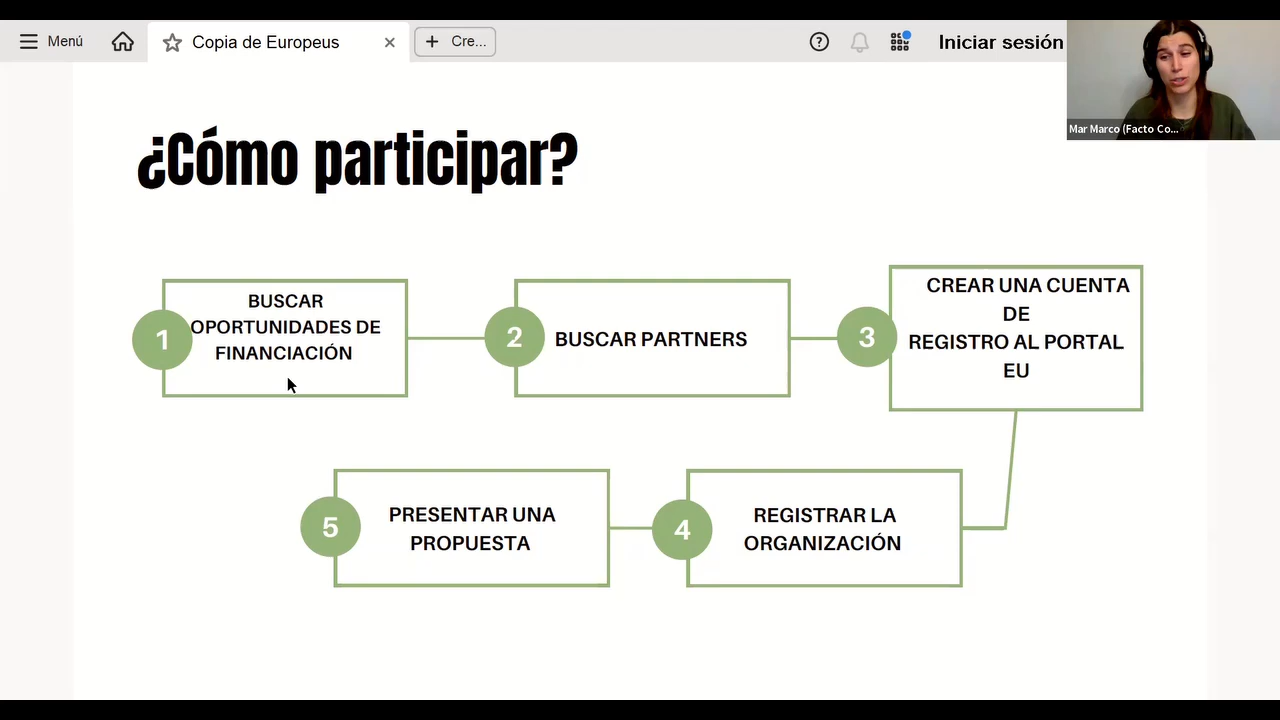 Menú
Copia de Europeus
Cre...
Iniciar sesión
Mar Marco (Facto Co...
¿Cómo participar?
1
BUSCAR
OPORTUNIDADES DE
FINANCIACIÓN
2
BUSCAR PARTNERS
3
CREAR UNA CUENTA
DE
REGISTRO AL PORTAL
EU
5
PRESENTAR UNA
PROPUESTA
4
REGISTRAR LA
ORGANIZACIÓN